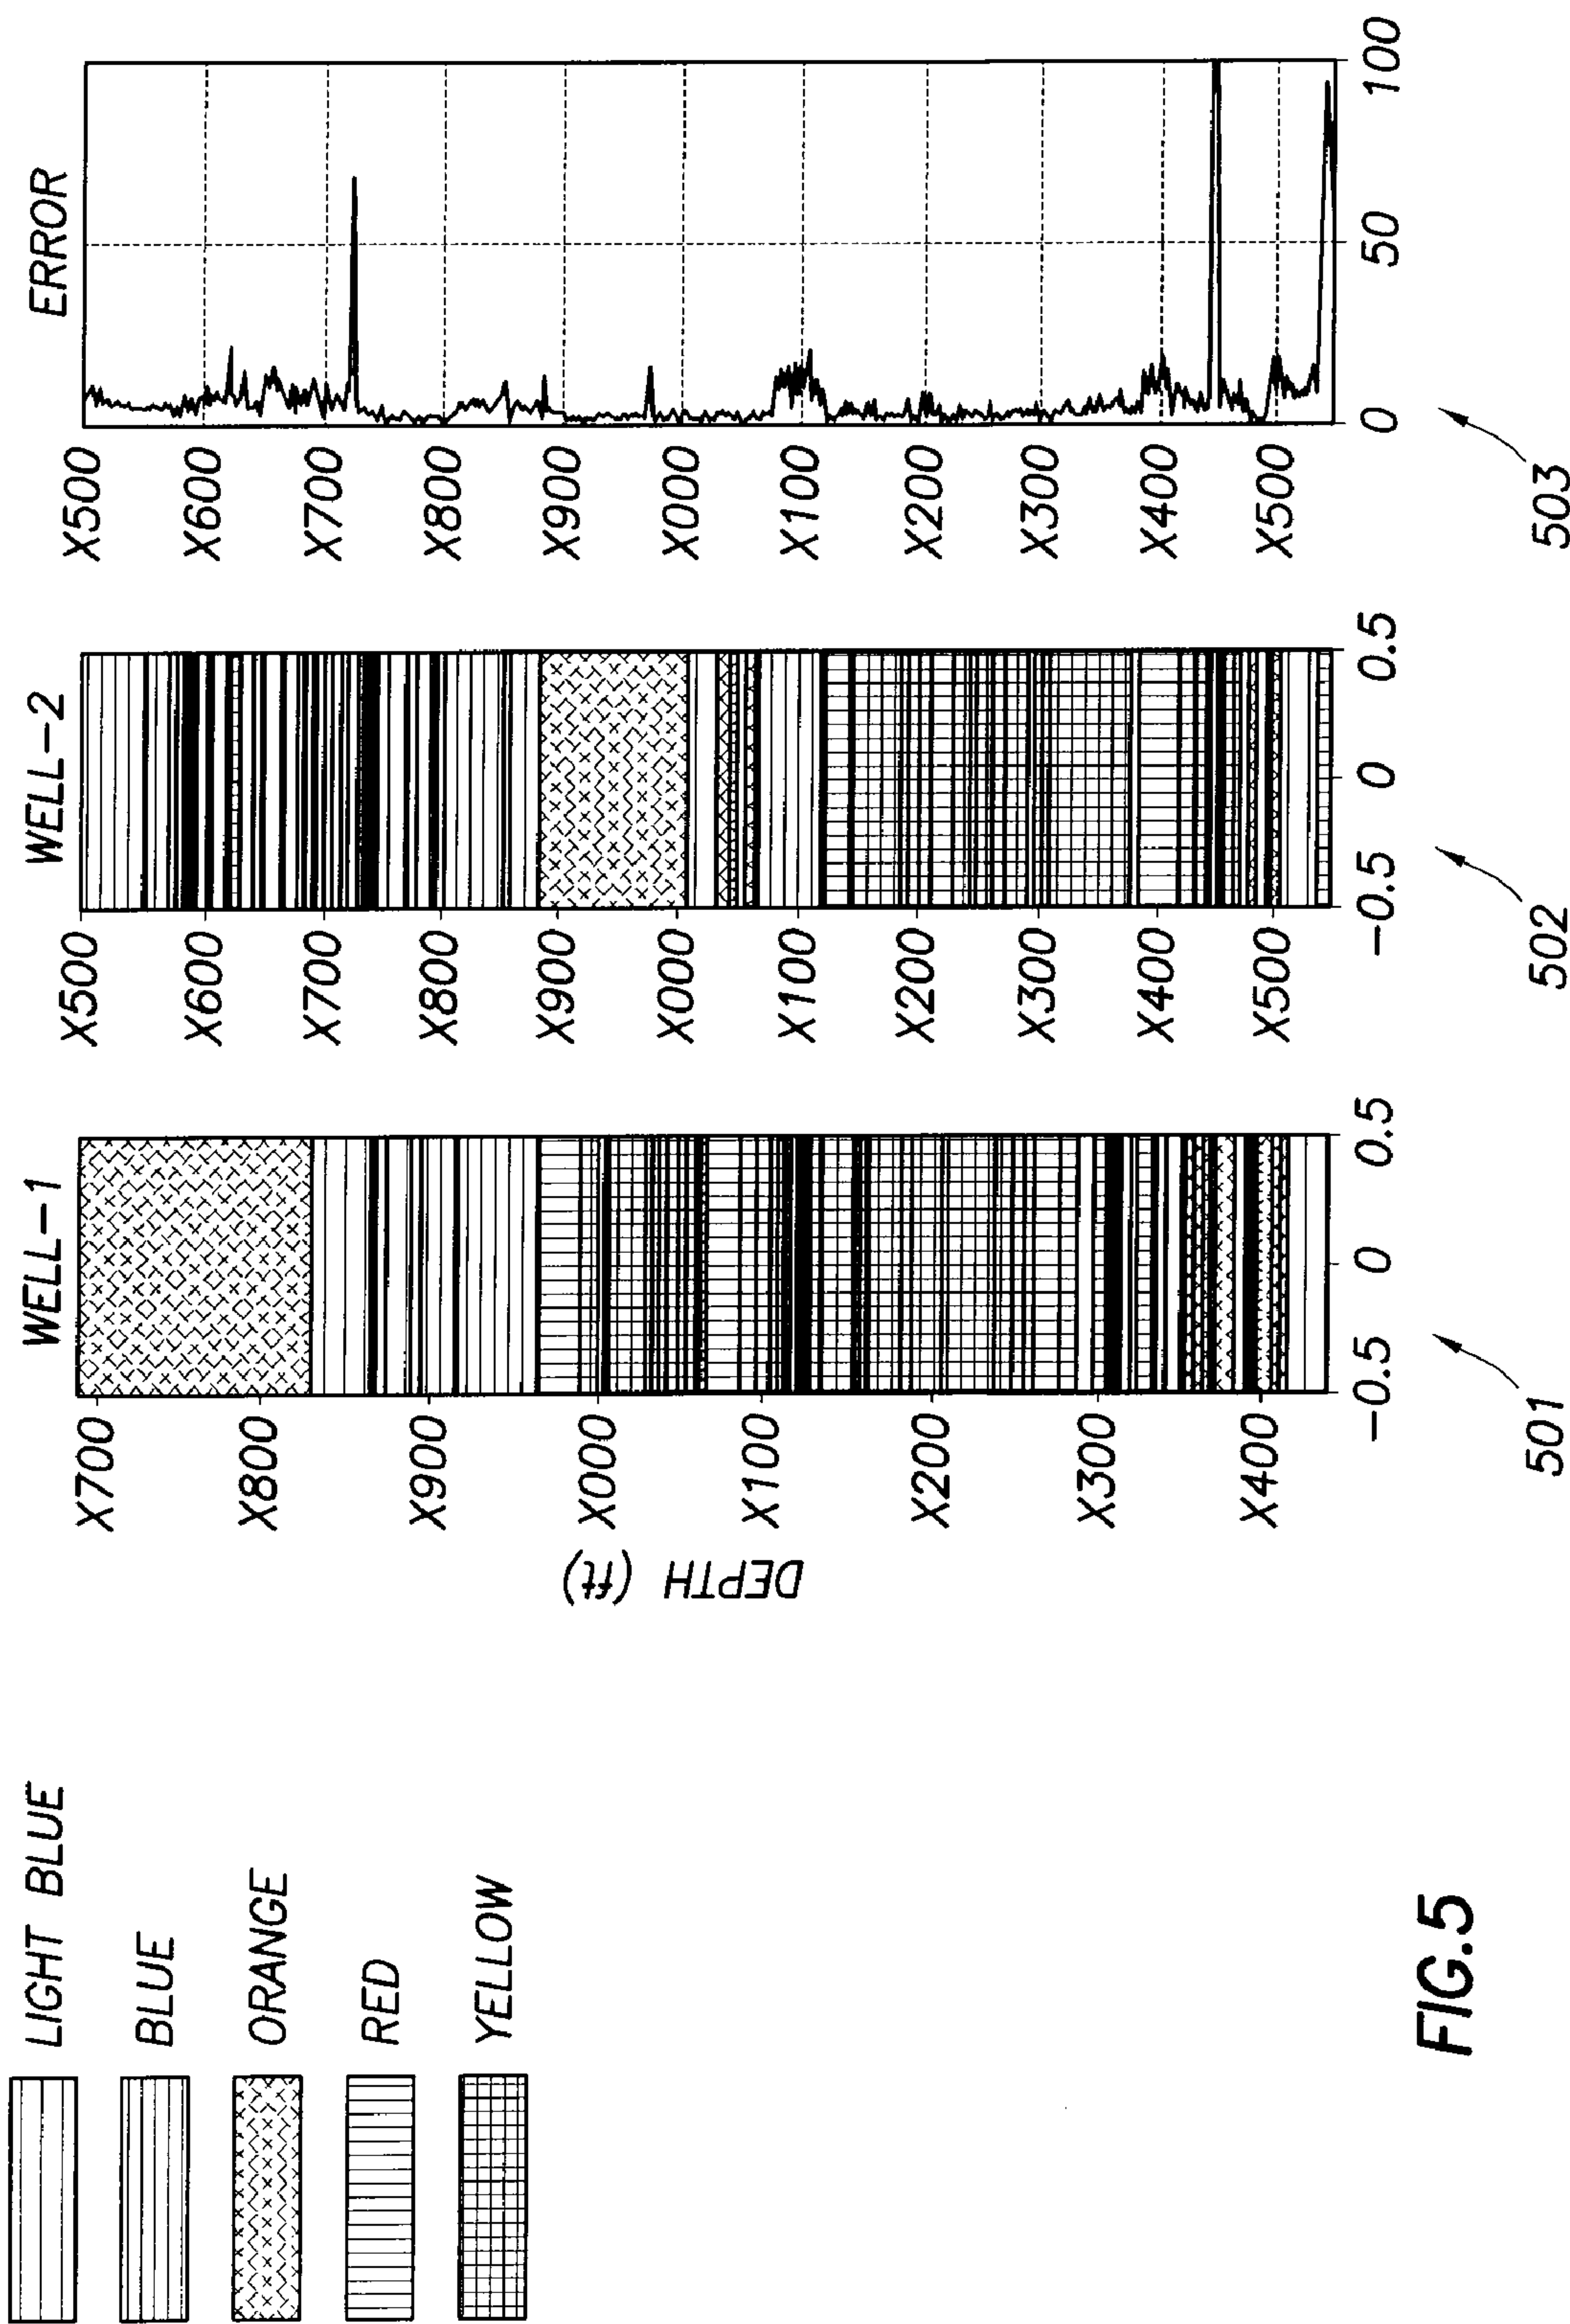 LIGHT BLUE
BLUE
ORANGE
RED
YELLOW
WELL-1
DEPTH (ft)
X700
X800
X900
X000
X100
X200
X300
X400
-0.5
0
0.5
501
WELL-2
X500
X600
X700
X800
X900
X000
X100
X200
X300
X400
X500
-0.5
0
0.5
502
ERROR
X500
X600
X700
X800
X900
X000
X100
X200
X300
X400
X500
0
50
100
503
FIG.5